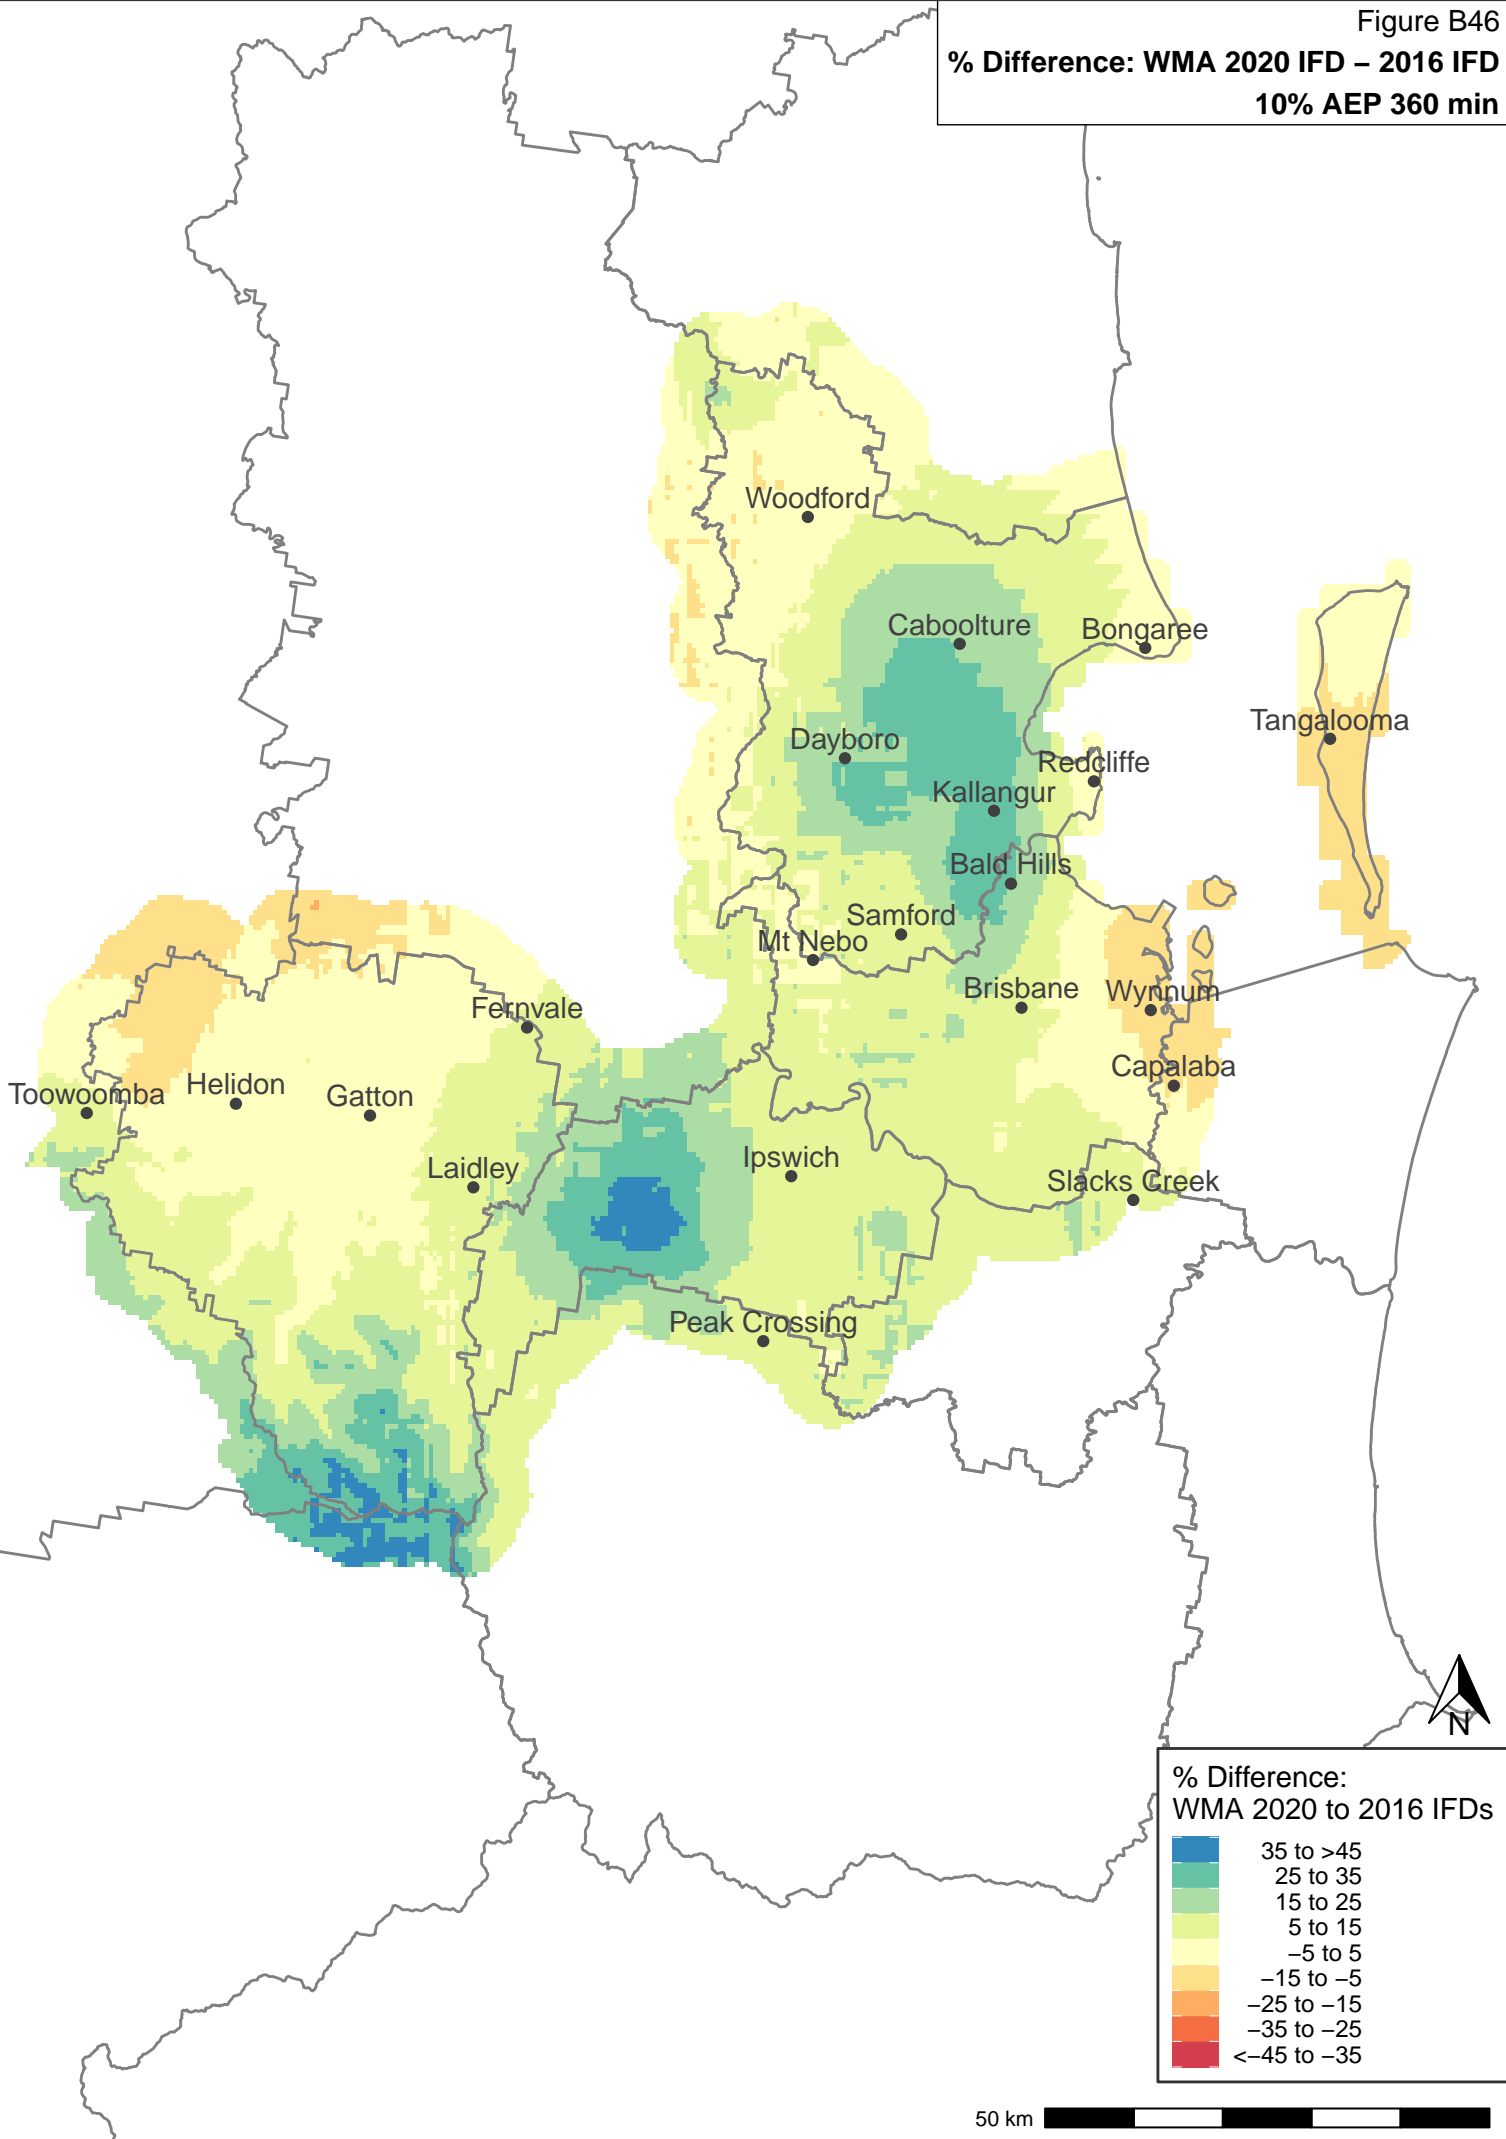 Figure B46
% Difference: WMA 2020 IFD – 2016 IFD
10% AEP 360 min
Woodford
Caboolture
Bongaree
Tangalooma
Dayboro
Redcliffe
Kallangur
Bald Hills
Samford
Mt Nebo
Brisbane
Wynnum
Fernvale
Capalaba
Toowoomba
Helidon
Gatton
Ipswich
Laidley
Slacks Creek
Peak Crossing
N
% Difference:
WMA 2020 to 2016 IFDs
35 to >45
25 to 35
15 to 25
5 to 15
−5 to 5
−15 to −5
−25 to −15
−35 to −25
<−45 to −35
50 km